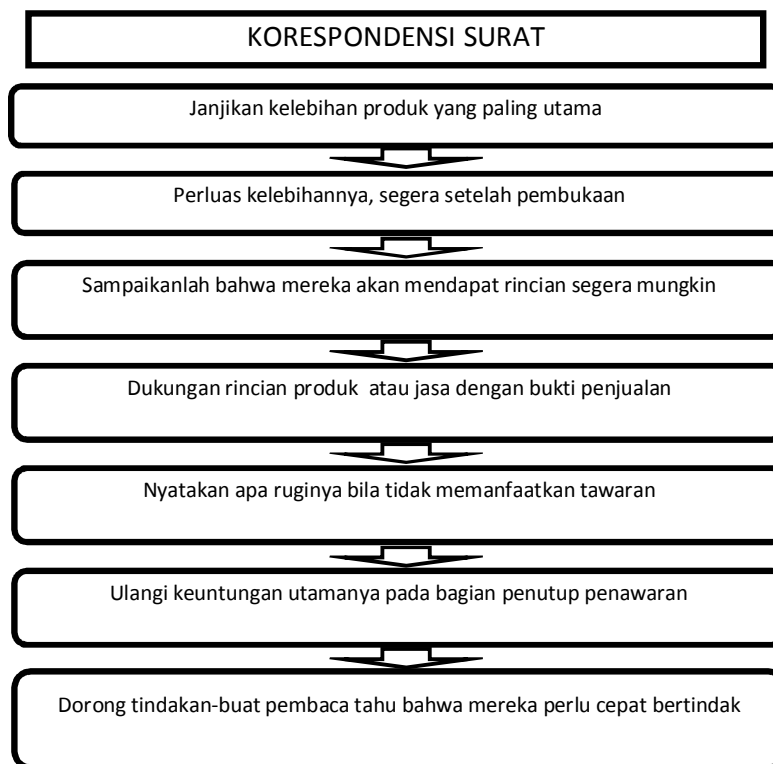 KORESPONDENSI SURAT
Janjikan kelebihan produk yang paling utama
Perluas kelebihannya, segera setelah pembukaan
Sampaikanlah bahwa mereka akan mendapat rincian segera mungkin
Dukungan rincian produk atau jasa dengan bukti penjualan
Nyatakan apa ruginya bila tidak memanfaatkan tawaran
Ulangi keuntungan utamanya pada bagian penutup penawaran
Dorong tindakan-buat pembaca tahu bahwa mereka perlu cepat bertindak